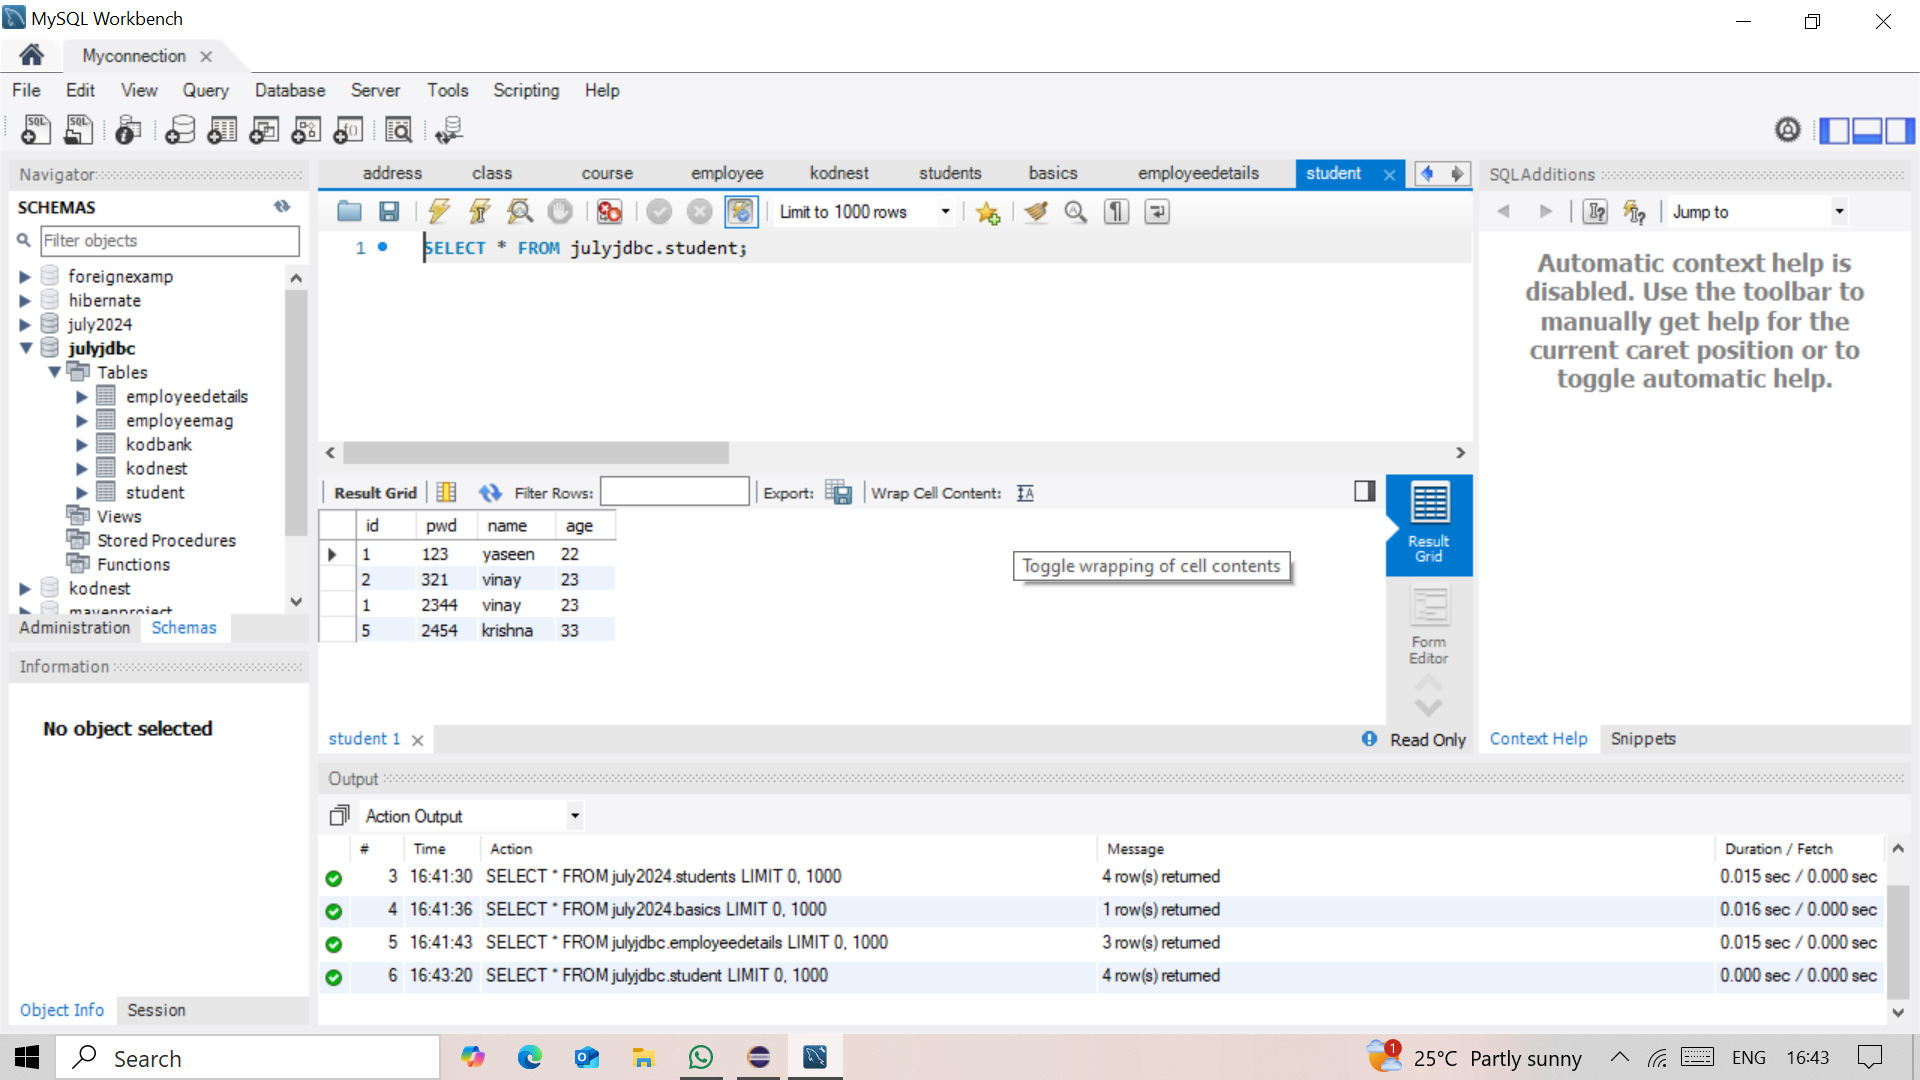 MySQL Workbench
Myconnection
File Edit View Query Database Server Tools Scripting Help
Navigator
SCHEMAS
Filter objects
foreignexamp
hibernate
july2024
julyjdbc
Tables
employeedetails
employeemag
kodbank
kodnest
student
Views
Stored Procedures
Functions
kodnest
mavenproject
Administration Schemas
Information
No object selected
Object Info Session
address class course employee kodnest students basics employeedetails student
Limit to 1000 rows
1 SELECT * FROM julyjdbc.student;
Result Grid Filter Rows: Export: Wrap Cell Content:
id pwd name age
1 123 yaseen 22
2 321 vinay 23
1 2344 vinay 23
5 2454 krishna 33
Toggle wrapping of cell contents
Result
Grid
Form
Editor
student 1
Read Only
SQLAdditions
Jump to
Automatic context help is
disabled. Use the toolbar to
manually get help for the
current caret position or to
toggle automatic help.
Context Help Snippets
Output
Action Output
# Time Action Message Duration / Fetch
3 16:41:30 SELECT * FROM july2024.students LIMIT 0, 1000 4 row(s) returned 0.015 sec / 0.000 sec
4 16:41:36 SELECT * FROM july2024.basics LIMIT 0, 1000 1 row(s) returned 0.016 sec / 0.000 sec
5 16:41:43 SELECT * FROM julyjdbc.employeedetails LIMIT 0, 1000 3 row(s) returned 0.015 sec / 0.000 sec
6 16:43:20 SELECT * FROM julyjdbc.student LIMIT 0, 1000 4 row(s) returned 0.000 sec / 0.000 sec
Search
1
25°C Partly sunny
ENG
16:43